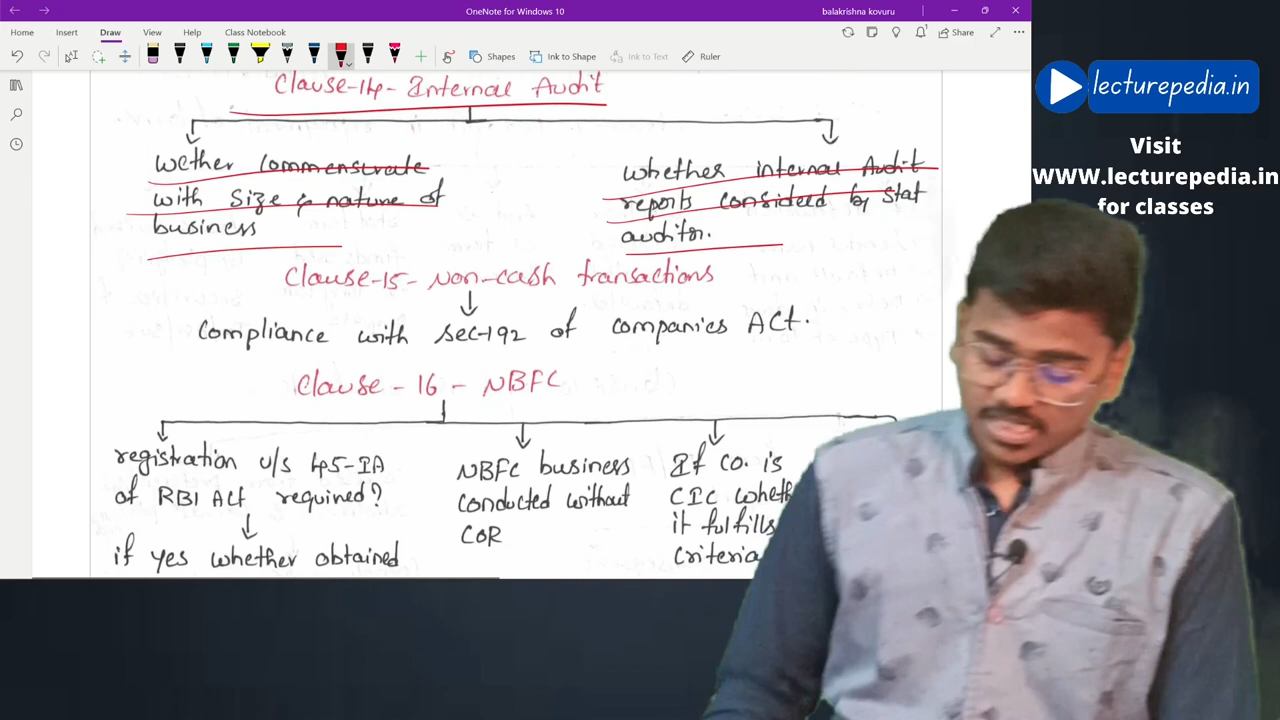 OneNote for Windows 10
balakrishna kovuru
Home Insert Draw View Help Class Notebook
Share
Shapes Ink to Shape Ink to Text Ruler
Clause-14- Internal Audit
wether commenstrate
with size & nature of
business
whether internal Audit
reports considered by stat
auditor.
Clause-15- Non-cash transactions
Compliance with sec-192 of companies Act.
Clause - 16 - NBFC
registration u/s 45-IA
of RBI Act required?
if yes whether obtained
NBFC business
conducted without
COR
If co. is
CIC wheth
it fulfills
criteria
lecturepedia.in
Visit
WWW.lecturepedia.in
for classes